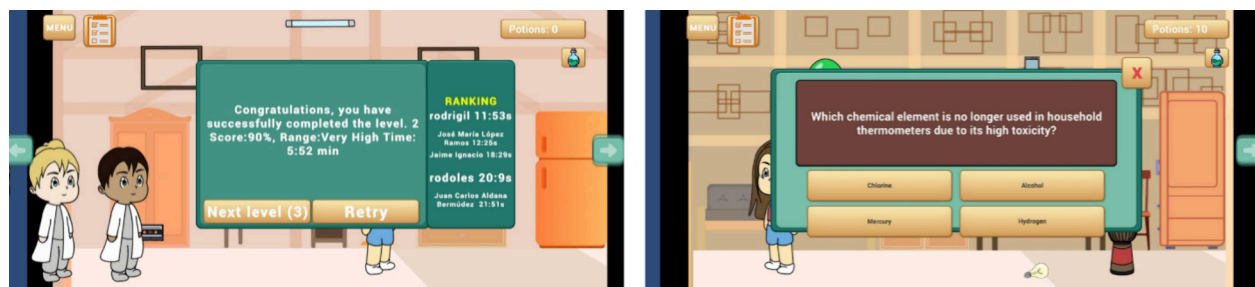 MENU
Potions: 0
Congratulations, you have
successfully completed the level. 2
Score:90%, Range:Very High Time:
5:52 min
Next level (3)
Retry
RANKING
rodrigil 11:53s
José María López
Ramos 12:25s
Jaime Ignacio 18:29s
rodoles 20:9s
Juan Carlos Aldana
Bermúdez 21:51s
MENU
Potions: 10
X
Which chemical element is no longer used in household
thermometers due to its high toxicity?
Chlorine
Alcohol
Mercury
Hydrogen